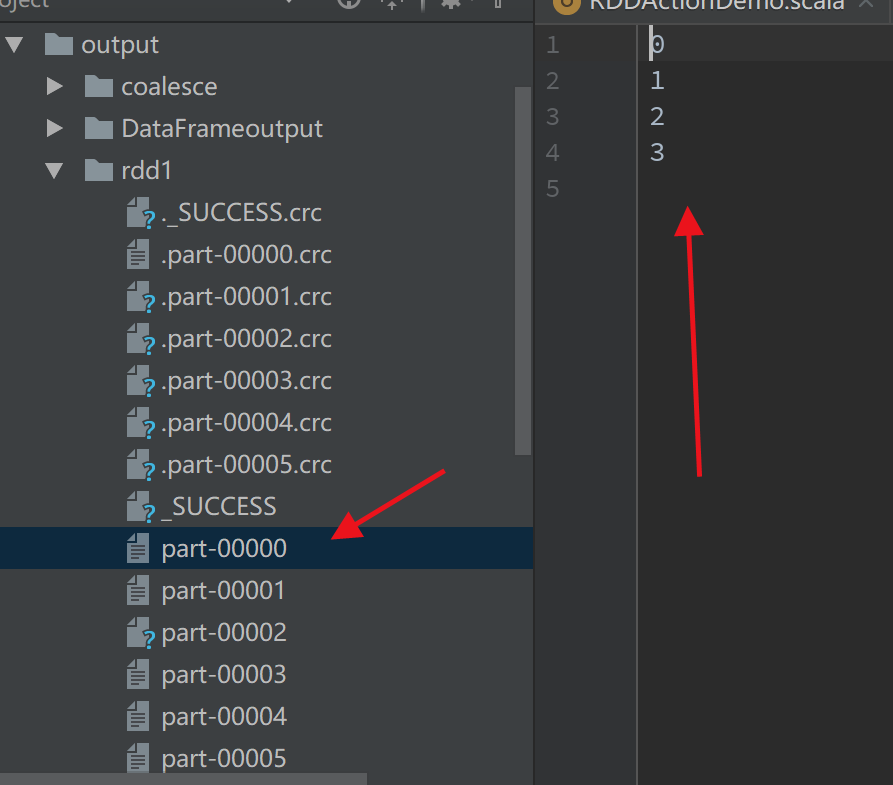 output
coalesce
DataFrameoutput
rdd1
._SUCCESS.crc
.part-00000.crc
.part-00001.crc
.part-00002.crc
.part-00003.crc
.part-00004.crc
.part-00005.crc
_SUCCESS
part-00000
part-00001
part-00002
part-00003
part-00004
part-00005
RDDActionDemo.scala
1 0
2 1
3 2
4 3
5